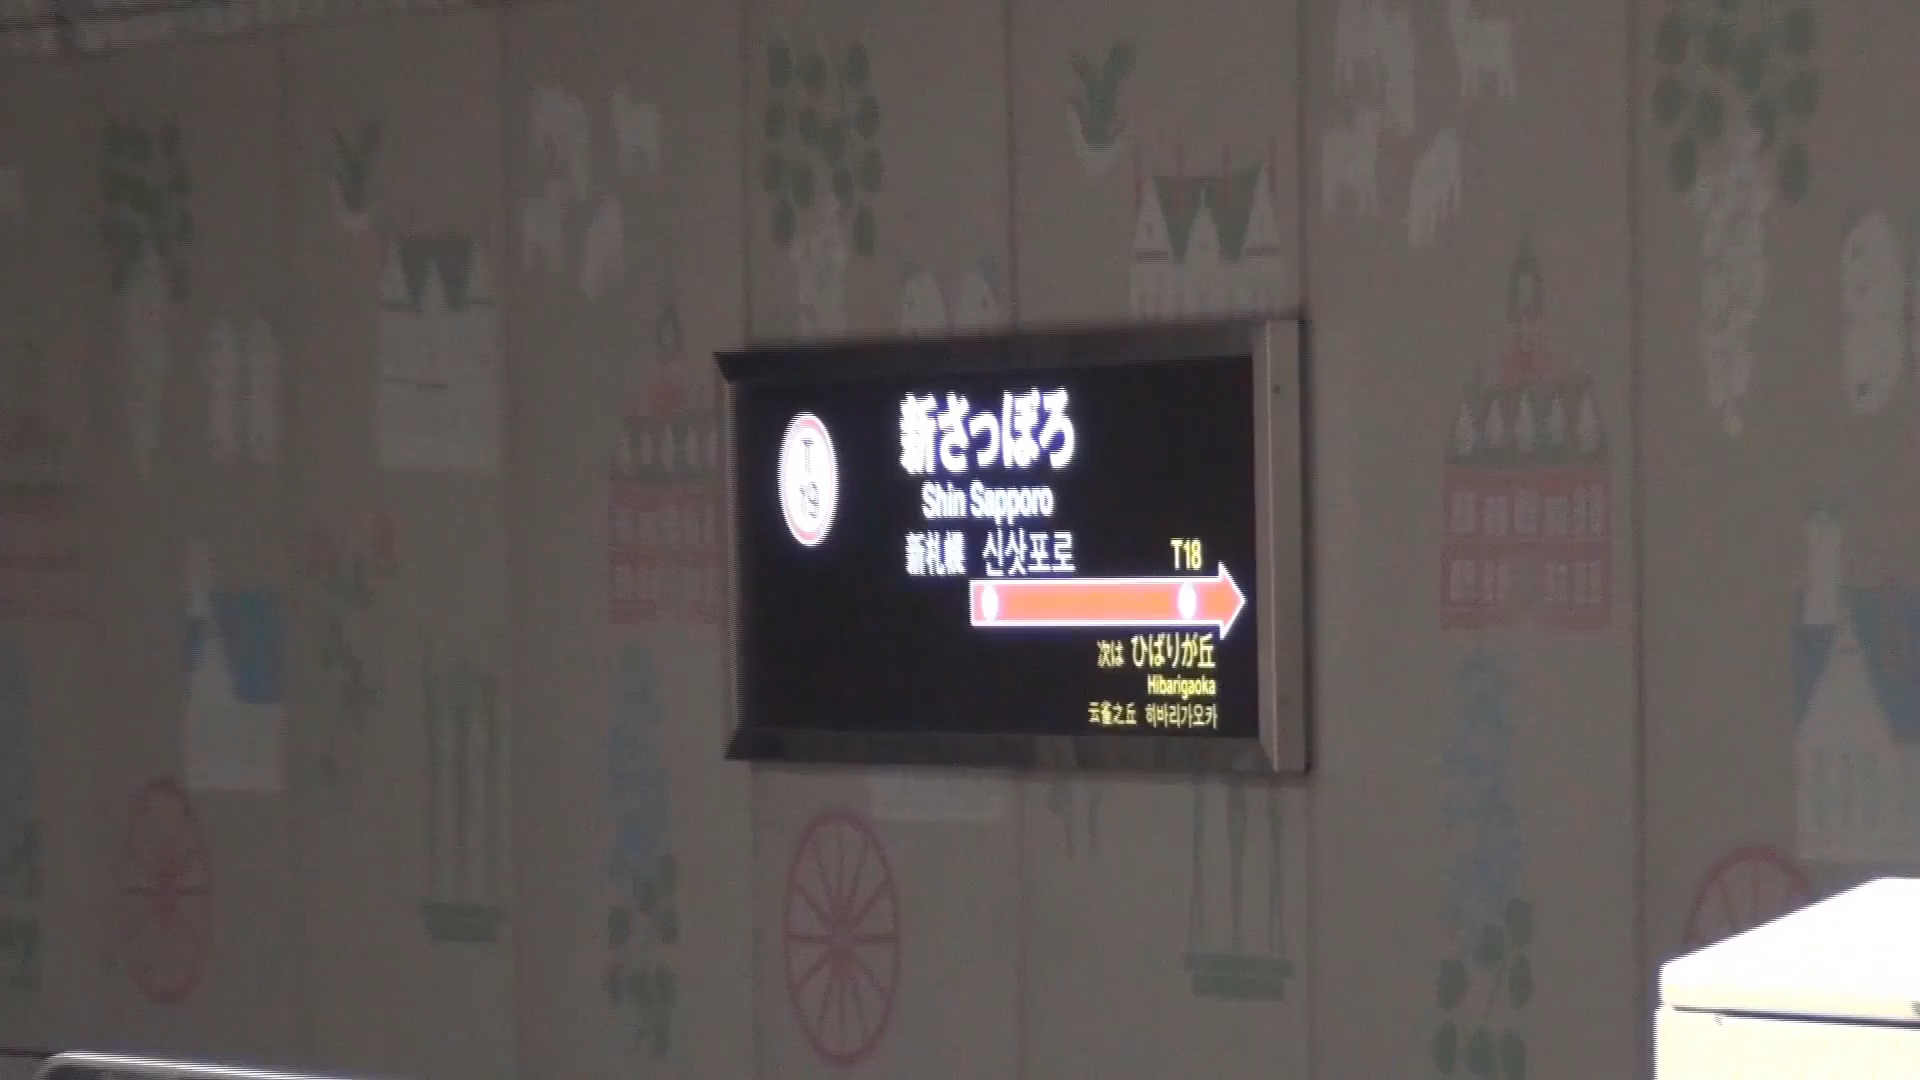 T
19
新さっぽろ
Shin Sapporo
新札幌 신삿포로
T18
次は ひばりが丘
Hibarigaoka
云雀之丘 히바리가오카